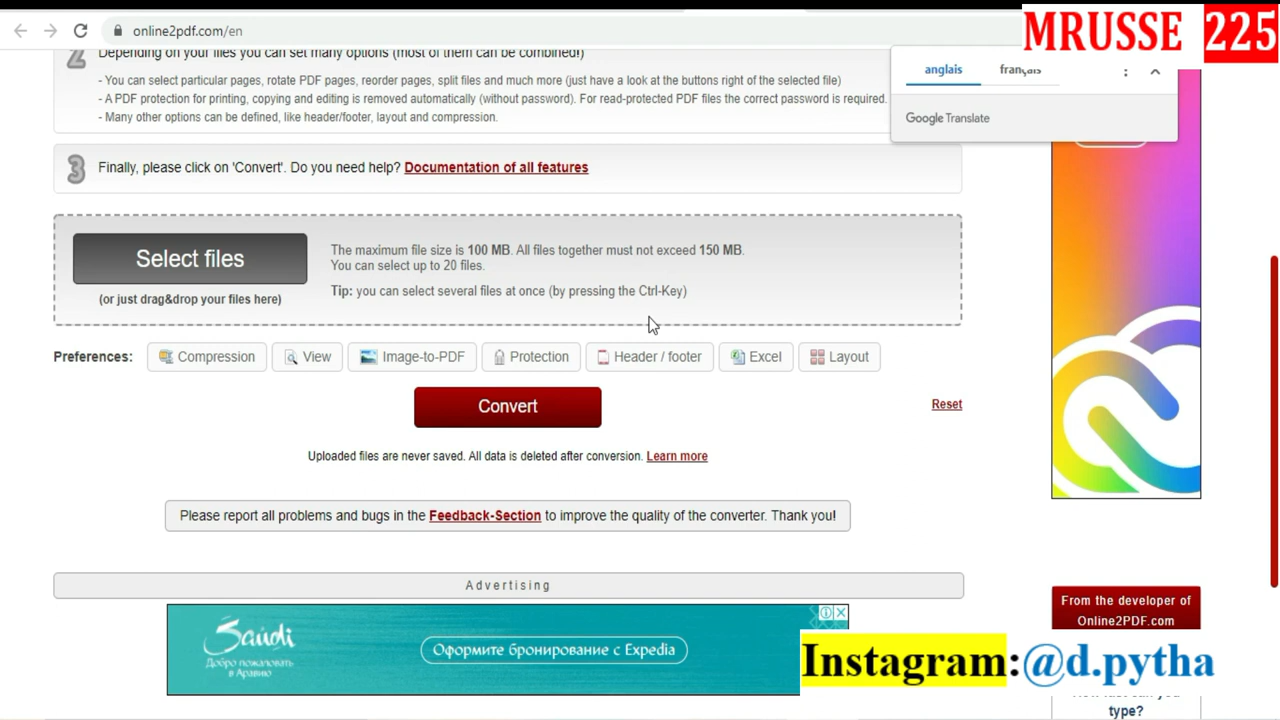 online2pdf.com/en
MRUSSE 225
2 Depending on your files you can set many options (most of them can be combined!)
- You can select particular pages, rotate PDF pages, reorder pages, split files and much more (just have a look at the buttons right of the selected file)
- A PDF protection for printing, copying and editing is removed automatically (without password). For read-protected PDF files the correct password is required.
- Many other options can be defined, like header/footer, layout and compression.
anglais français
Google Translate
3 Finally, please click on 'Convert'. Do you need help? Documentation of all features
Select files
(or just drag&drop your files here)
The maximum file size is 100 MB. All files together must not exceed 150 MB.
You can select up to 20 files.
Tip: you can select several files at once (by pressing the Ctrl-Key)
Preferences: Compression View Image-to-PDF Protection Header / footer Excel Layout
Convert
Reset
Uploaded files are never saved. All data is deleted after conversion. Learn more
Please report all problems and bugs in the Feedback-Section to improve the quality of the converter. Thank you!
Advertising
Saudi
Добро пожаловать
в Аравию
Оформите бронирование с Expedia
From the developer of
Online2PDF.com
Instagram:@d.pytha
type?